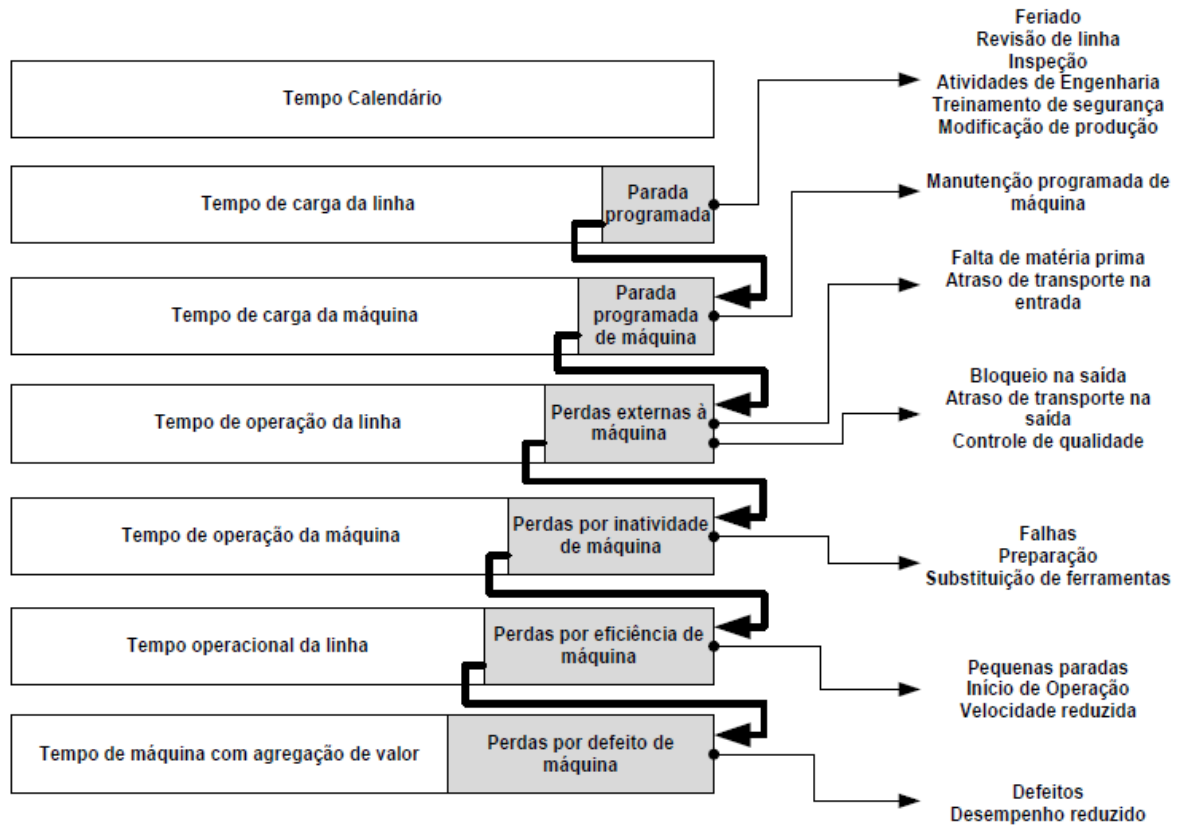 Tempo Calendário
Feriado
Revisão de linha
Inspeção
Atividades de Engenharia
Treinamento de segurança
Modificação de produção
Tempo de carga da linha
Parada
programada
Manutenção programada de
máquina
Tempo de carga da máquina
Parada
programada
de máquina
Falta de matéria prima
Atraso de transporte na
entrada
Tempo de operação da linha
Perdas externas à
máquina
Bloqueio na saída
Atraso de transporte na
saída
Controle de qualidade
Tempo de operação da máquina
Perdas por inatividade
de máquina
Falhas
Preparação
Substituição de ferramentas
Tempo operacional da linha
Perdas por eficiência de
máquina
Pequenas paradas
Início de Operação
Velocidade reduzida
Tempo de máquina com agregação de valor
Perdas por defeito de
máquina
Defeitos
Desempenho reduzido